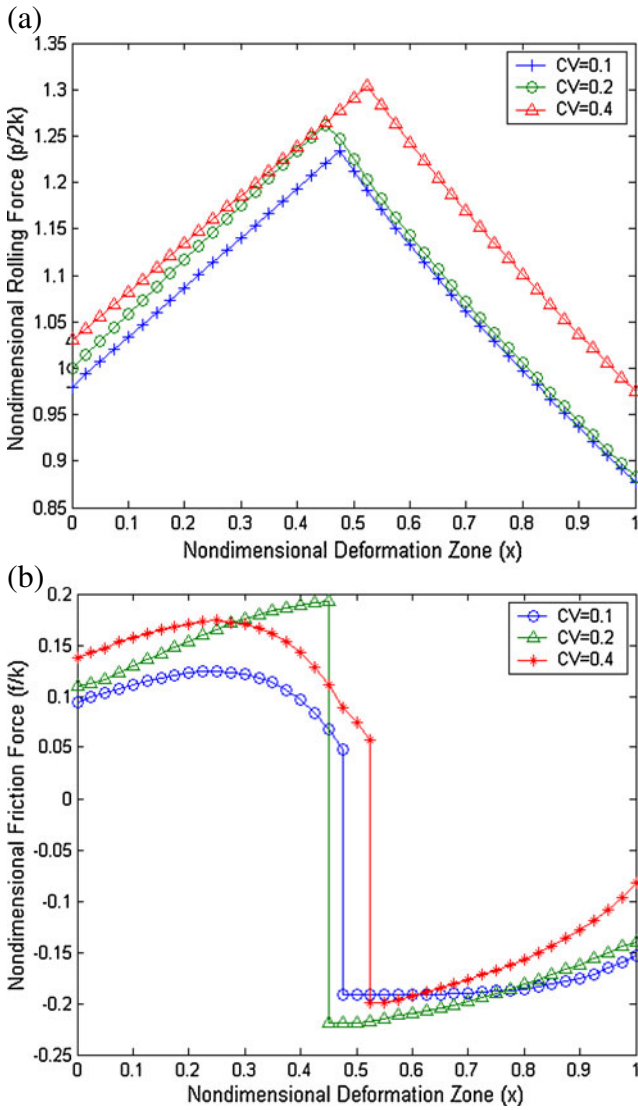 (a)
Nondimensional Rolling Force (p/2k)
1.35
1.3
1.25
1.2
1.15
1.1
1.05
1
0.95
0.9
0.85
CV=0.1
CV=0.2
CV=0.4
0 0.1 0.2 0.3 0.4 0.5 0.6 0.7 0.8 0.9 1
Nondimensional Deformation Zone (x)
(b)
Nondimensional Friction Force (f/k)
0.2
0.15
0.1
0.05
0
-0.05
-0.1
-0.15
-0.2
-0.25
CV=0.1
CV=0.2
CV=0.4
0 0.1 0.2 0.3 0.4 0.5 0.6 0.7 0.8 0.9 1
Nondimensional Deformation Zone (x)